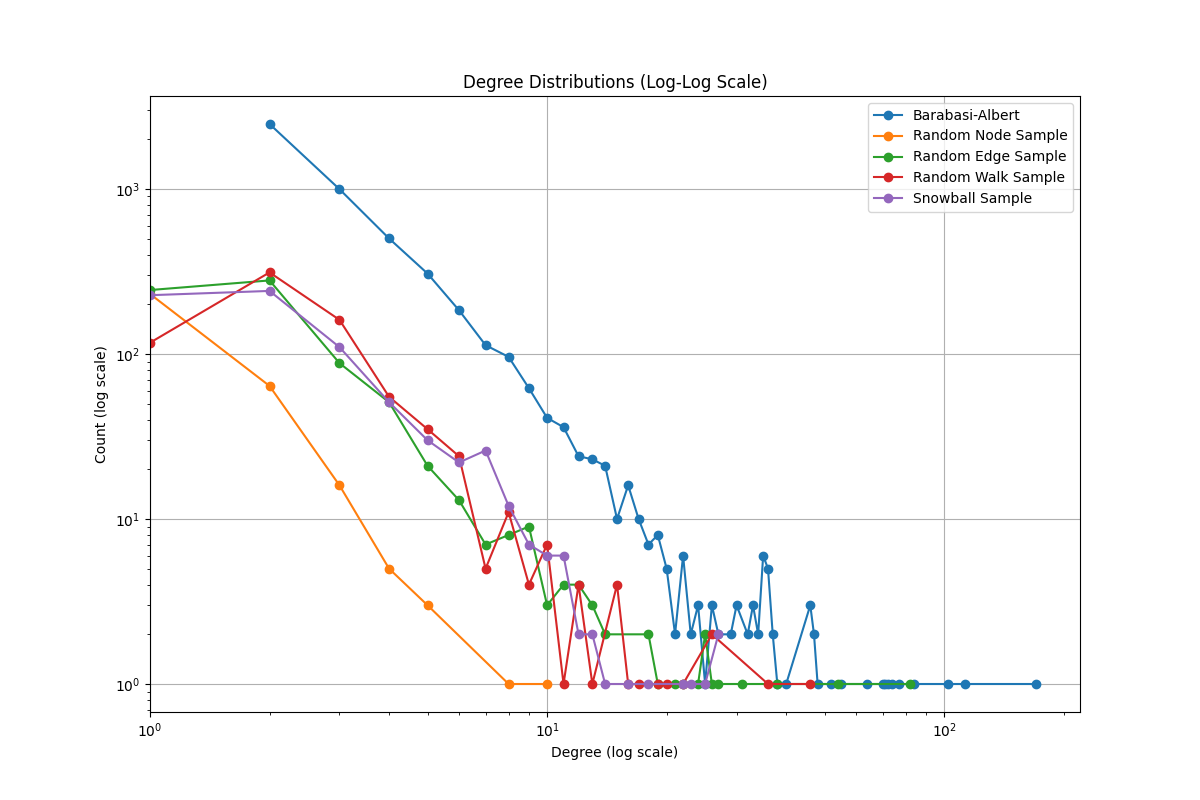 Degree Distributions (Log-Log Scale)
Barabasi-Albert
Random Node Sample
Random Edge Sample
Random Walk Sample
Snowball Sample
Count (log scale)
10³
10²
10¹
10⁰
10⁰ 10¹ 10²
Degree (log scale)